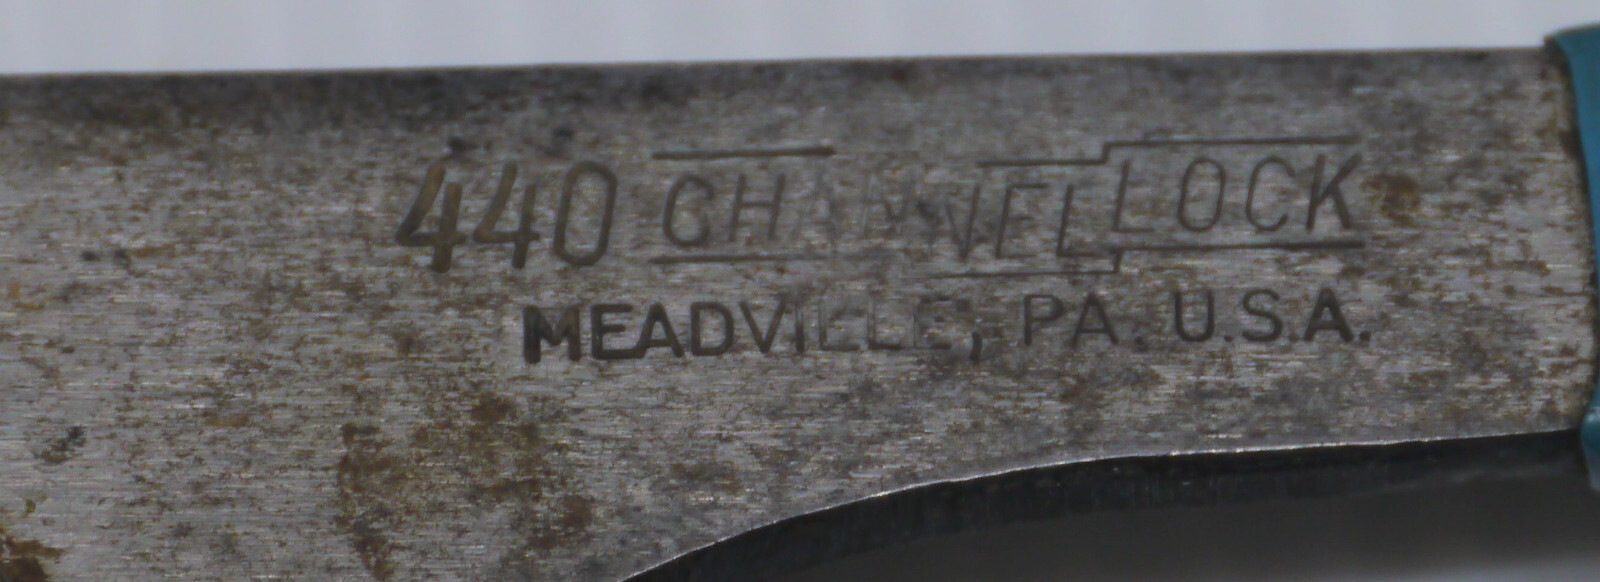 440 CHANNELLOCK
MEADVILLE, PA. U.S.A.